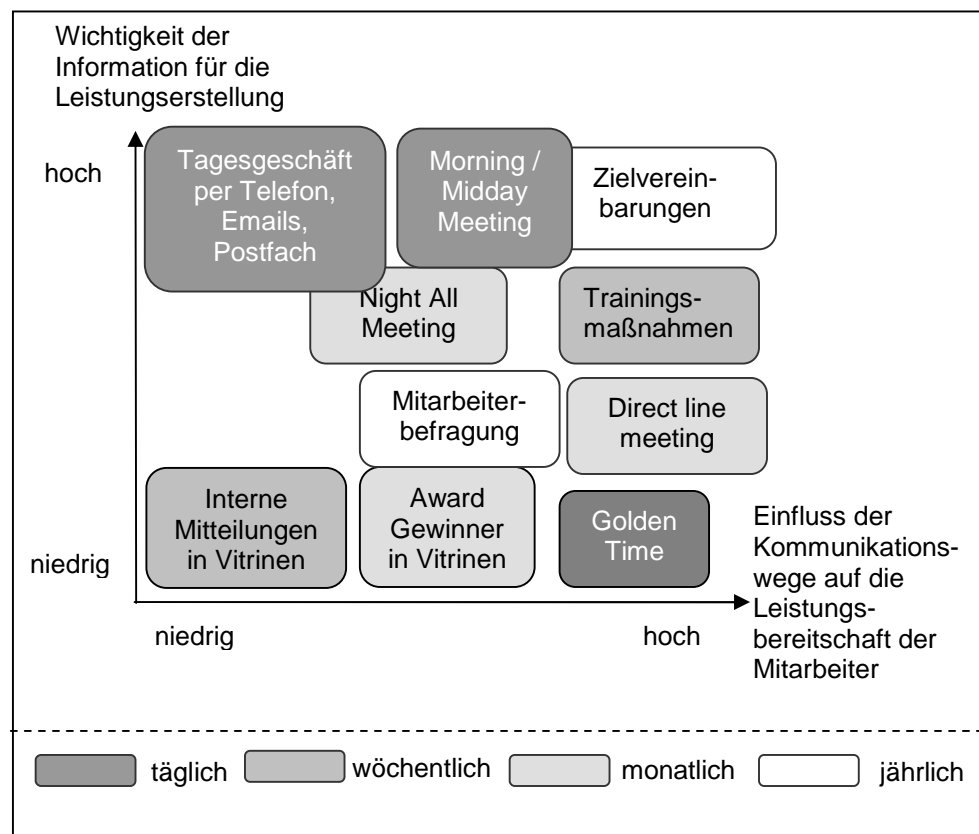 Wichtigkeit der
Information für die
Leistungserstellung
hoch
Tagesgeschäft
per Telefon,
Emails,
Postfach
Morning /
Midday
Meeting
Zielverein-
barungen
Night All
Meeting
Trainings-
maßnahmen
Mitarbeiter-
befragung
Direct line
meeting
Interne
Mitteilungen
in Vitrinen
Award
Gewinner
in Vitrinen
Golden
Time
niedrig
niedrig
hoch
Einfluss der
Kommunikations-
wege auf die
Leistungs-
bereitschaft der
Mitarbeiter
täglich
wöchentlich
monatlich
jährlich